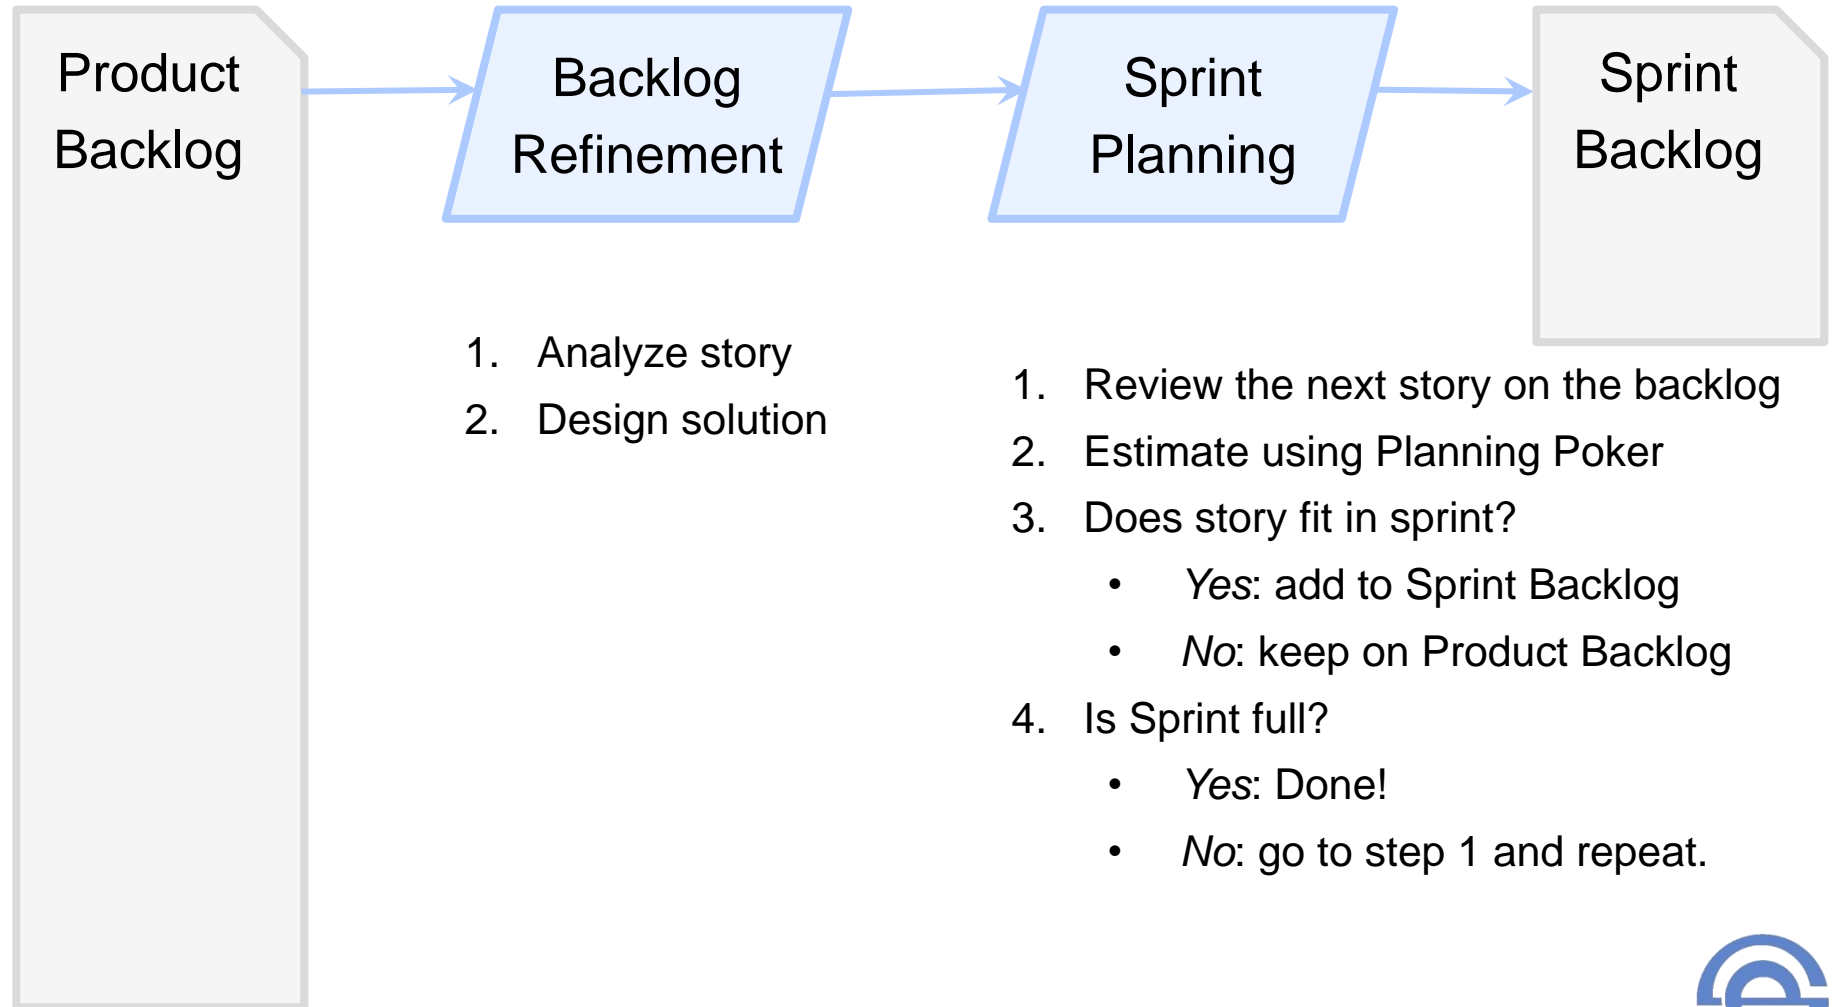 Product
Backlog
Backlog
Refinement
Sprint
Planning
Sprint
Backlog
1. Analyze story
2. Design solution
1. Review the next story on the backlog
2. Estimate using Planning Poker
3. Does story fit in sprint?
• Yes: add to Sprint Backlog
• No: keep on Product Backlog
4. Is Sprint full?
• Yes: Done!
• No: go to step 1 and repeat.